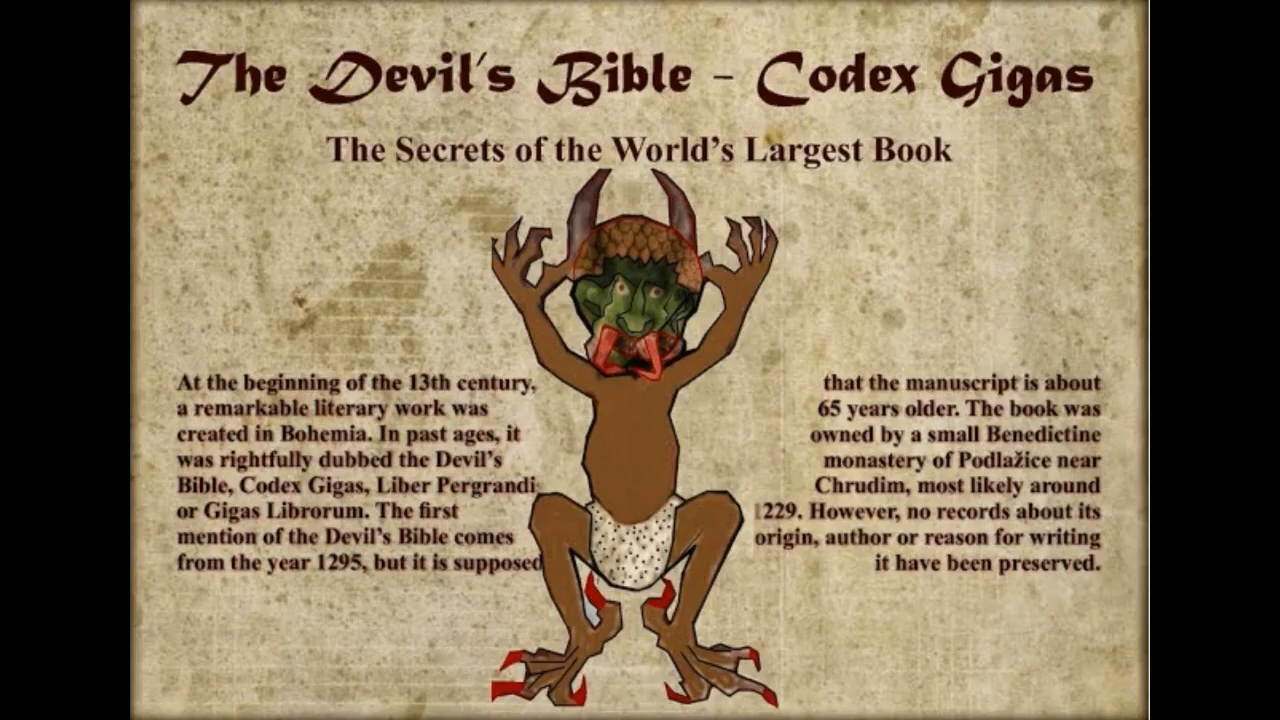 The Devil's Bible - Codex Gigas
The Secrets of the World's Largest Book
At the beginning of the 13th century,
a remarkable literary work was
created in Bohemia. In past ages, it
was rightfully dubbed the Devil's
Bible, Codex Gigas, Liber Pergrandis
or Gigas Librorum. The first
mention of the Devil's Bible comes
from the year 1295, but it is supposed
that the manuscript is about
65 years older. The book was
owned by a small Benedictine
monastery of Podlažice near
Chrudim, most likely around
1229. However, no records about its
origin, author or reason for writing
it have been preserved.